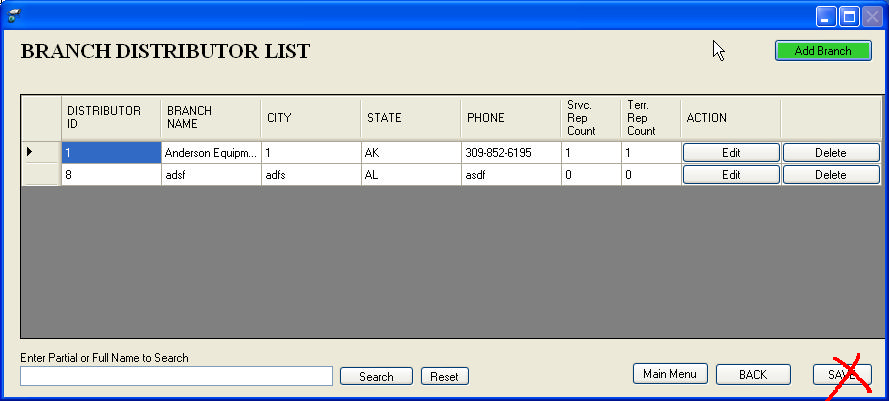 BRANCH DISTRIBUTOR LIST
Add Branch
DISTRIBUTOR ID BRANCH NAME CITY STATE PHONE Srvc. Rep Count Terr. Rep Count ACTION
1 Anderson Equipm... 1 AK 309-852-6195 1 1 Edit Delete
8 adsf adfs AL asdf 0 0 Edit Delete
Enter Partial or Full Name to Search
Search Reset Main Menu BACK SAVE